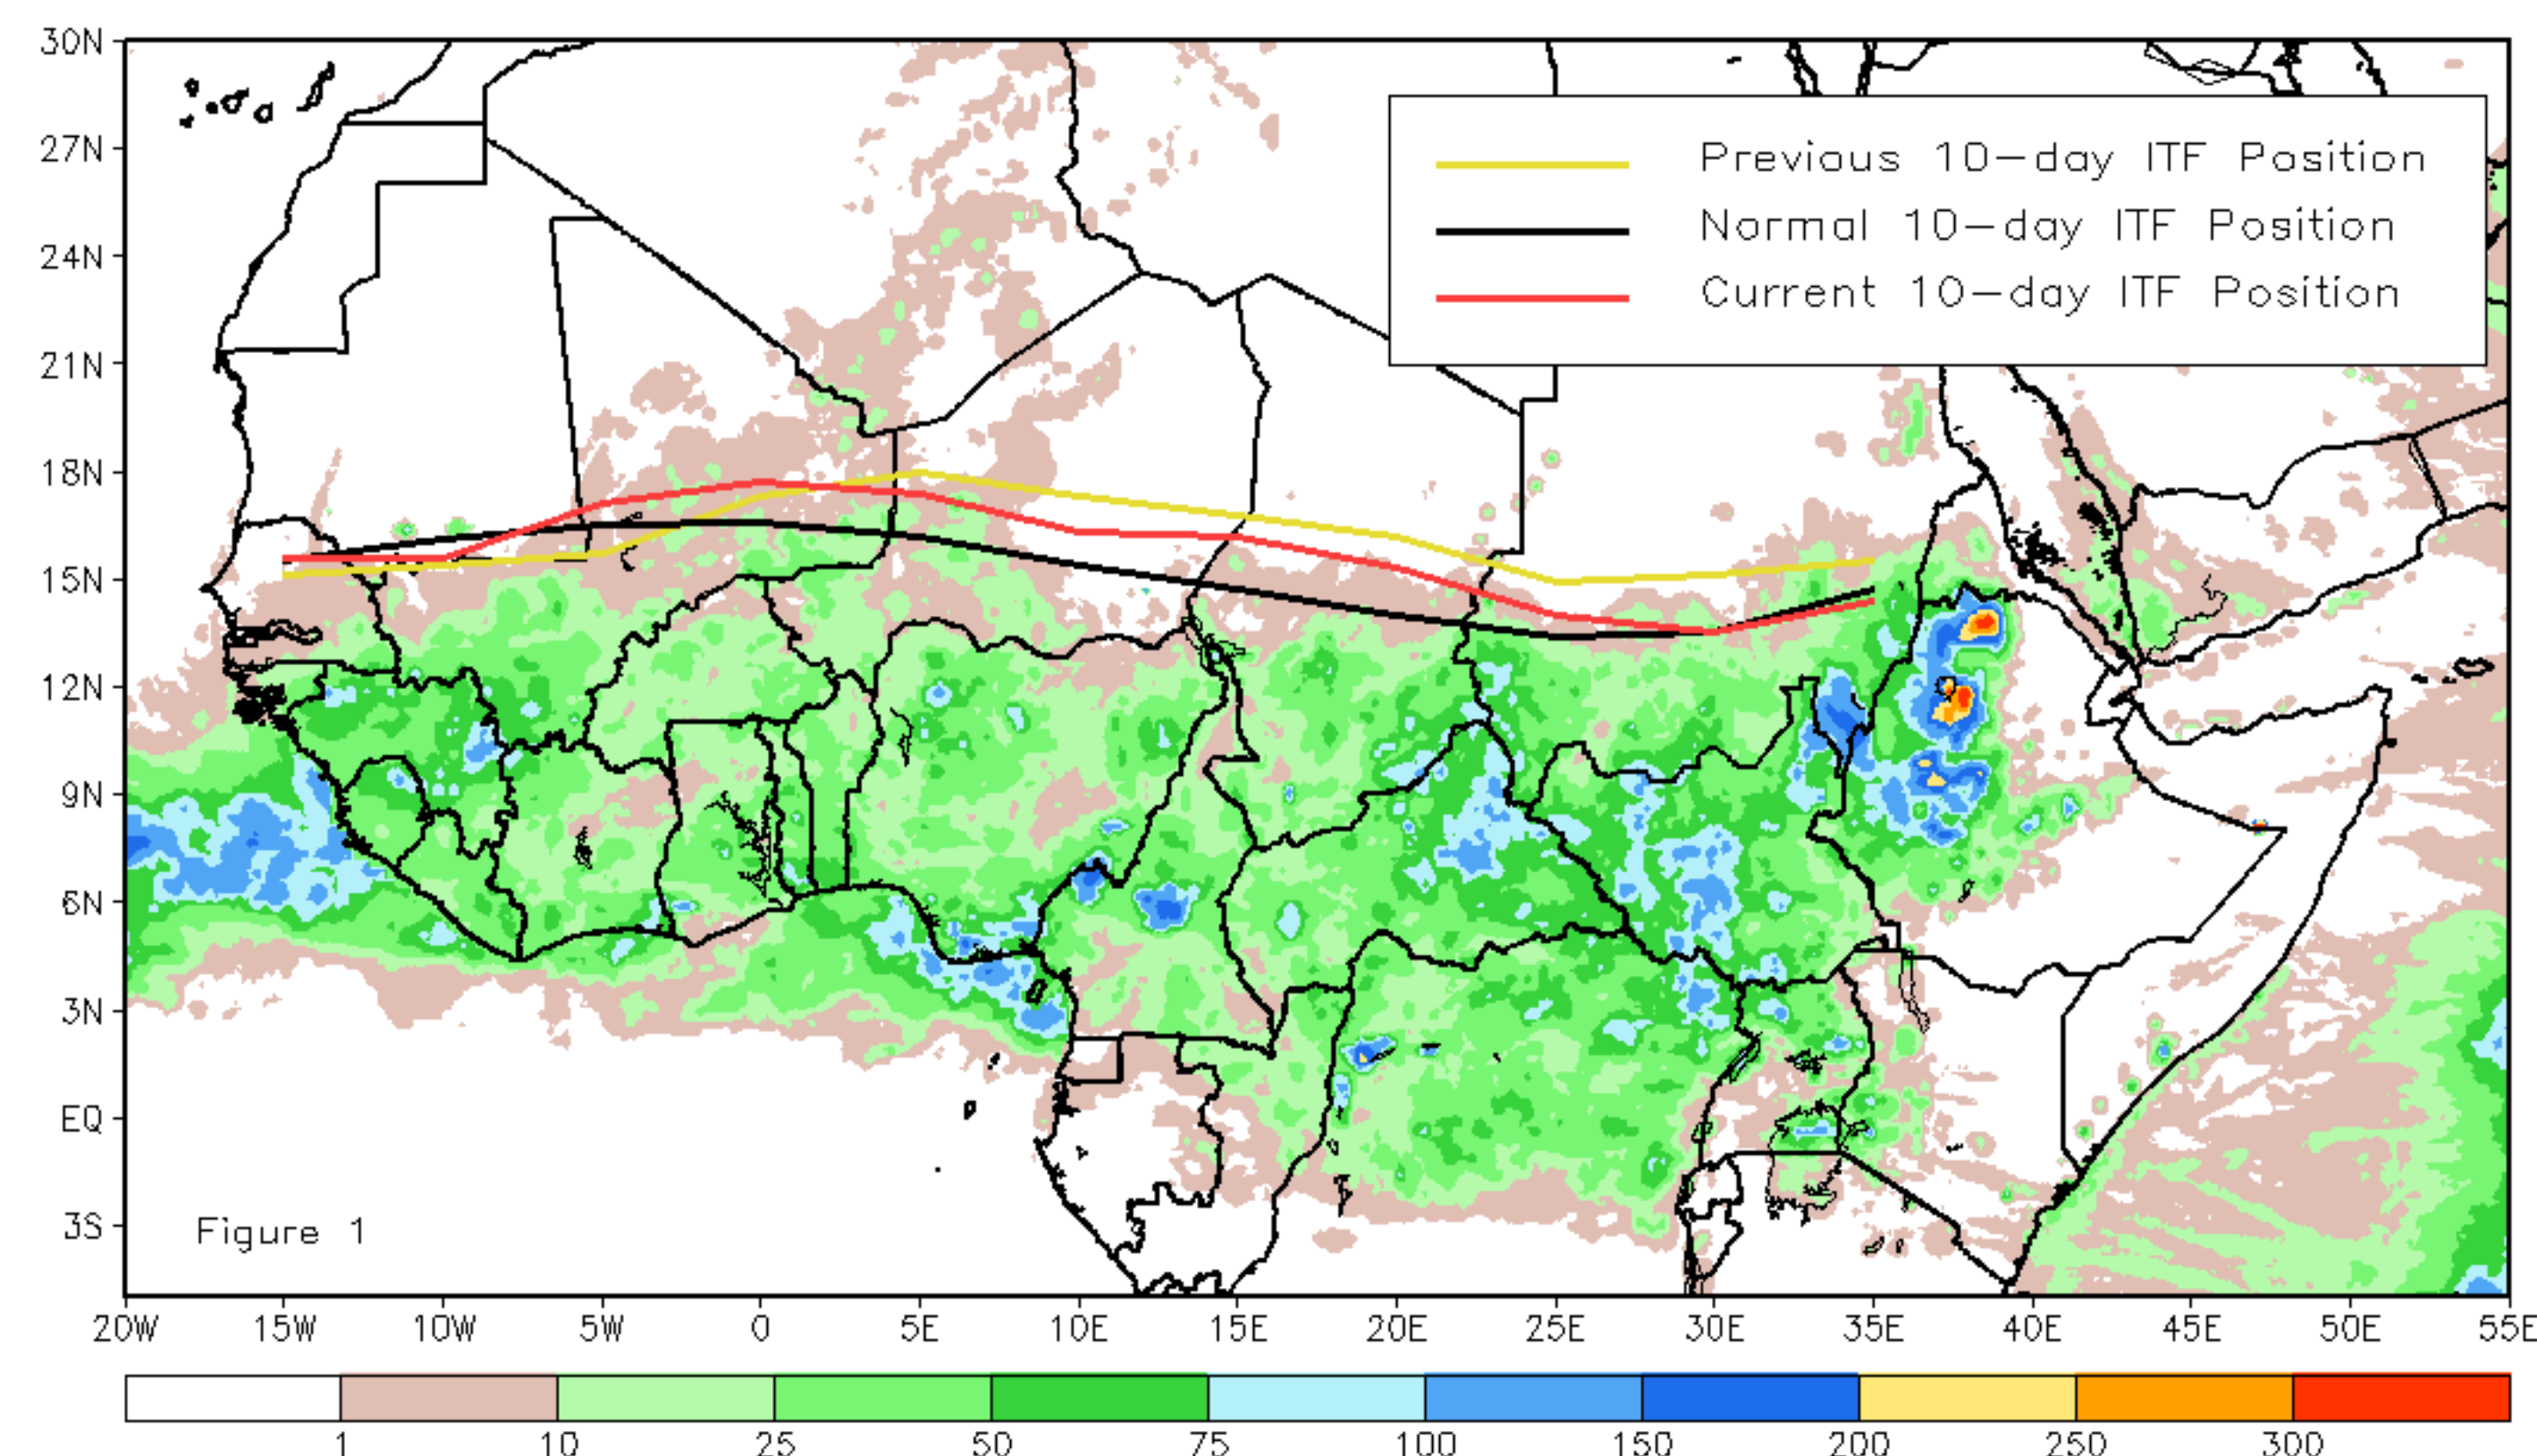 30N
27N
24N
21N
18N
15N
12N
9N
6N
3N
EQ
3S
Previous 10-day ITF Position
Normal 10-day ITF Position
Current 10-day ITF Position
Figure 1
20W 15W 10W 5W 0 5E 10E 15E 20E 25E 30E 35E 40E 45E 50E 55E
1 10 25 50 75 100 150 200 250 300